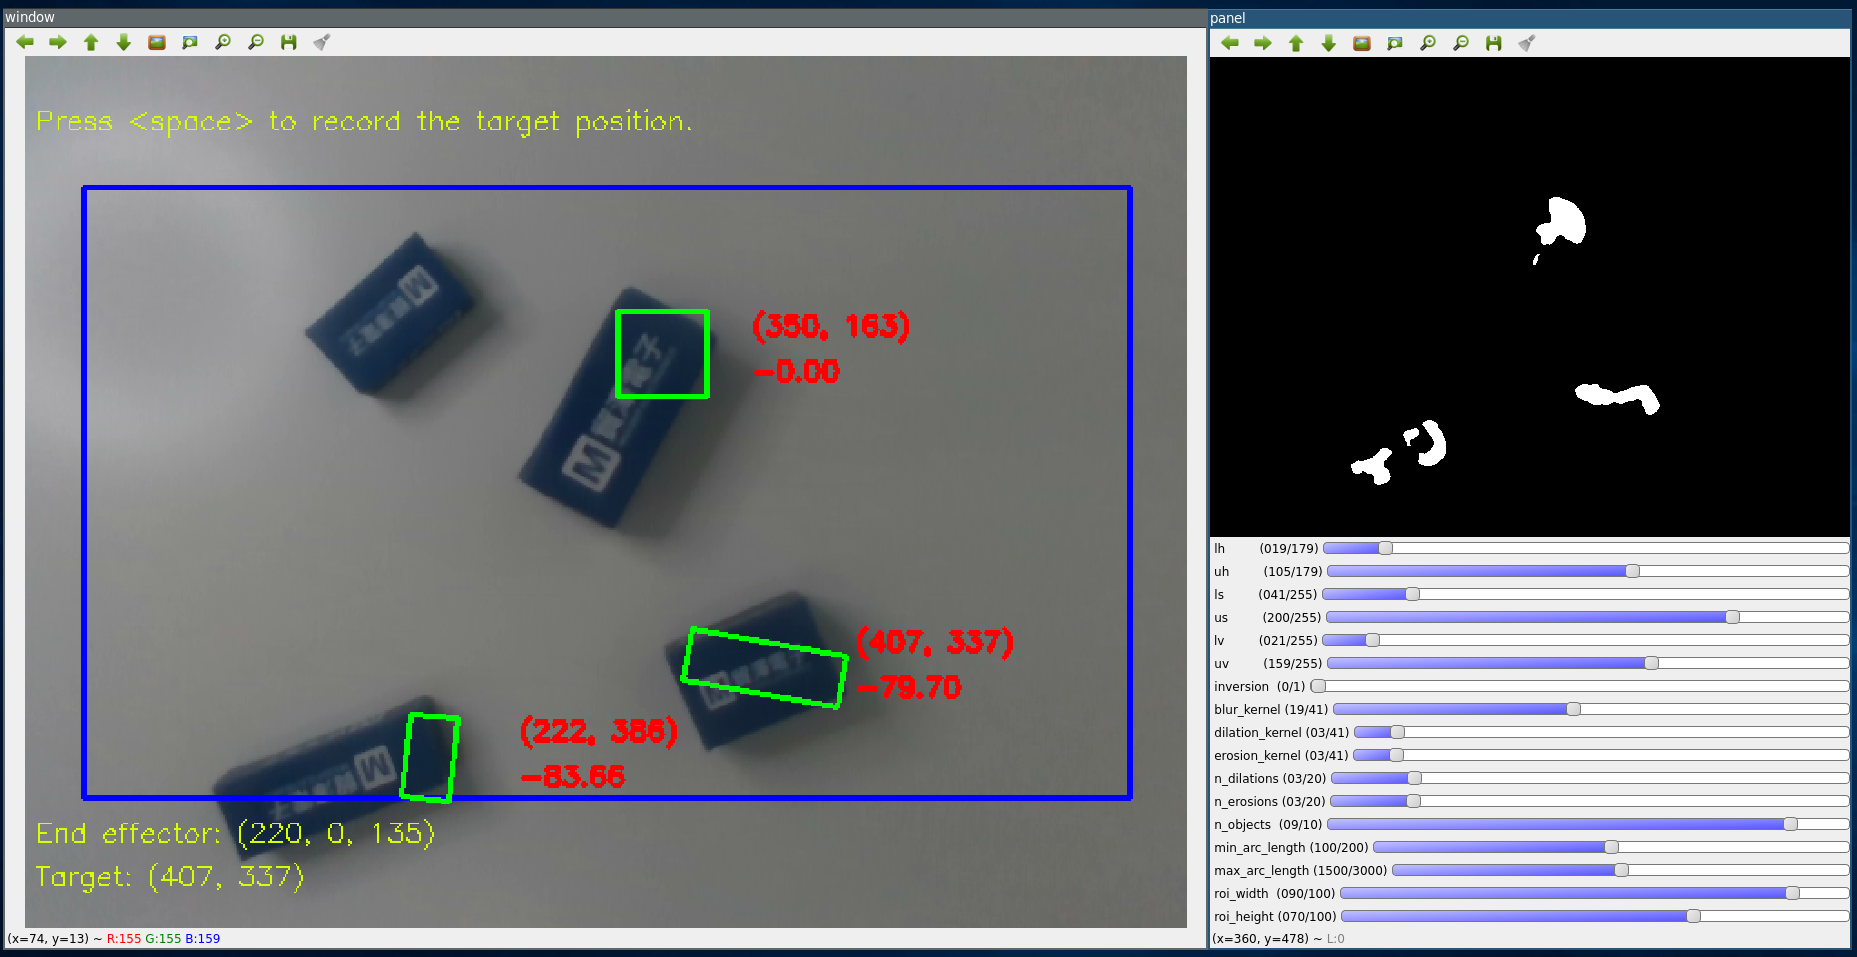 window
Press <space> to record the target position.
(350, 163)
-0.00
(407, 337)
-79.70
(222, 386)
-83.66
M
M
M
M
End effector: (220, 0, 135)
Target: (407, 337)
(x=74, y=13) ~ R:155 G:155 B:159
panel
lh (019/179)
uh (105/179)
ls (041/255)
us (200/255)
lv (021/255)
uv (159/255)
inversion (0/1)
blur_kernel (19/41)
dilation_kernel (03/41)
erosion_kernel (03/41)
n_dilations (03/20)
n_erosions (03/20)
n_objects (09/10)
min_arc_length (100/200)
max_arc_length (1500/3000)
roi_width (090/100)
roi_height (070/100)
(x=360, y=478) ~ L:0